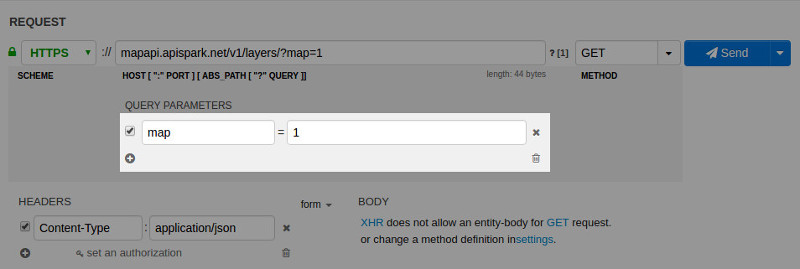 REQUEST
HTTPS :// mapapi.apispark.net/v1/layers/?map=1 ? [1] GET Send
SCHEME HOST [ ":" PORT ] [ ABS_PATH [ "?" QUERY ]] length: 44 bytes METHOD
QUERY PARAMETERS
map = 1
HEADERS form BODY
Content-Type : application/json XHR does not allow an entity-body for GET request.
or change a method definition insettings.
set an authorization